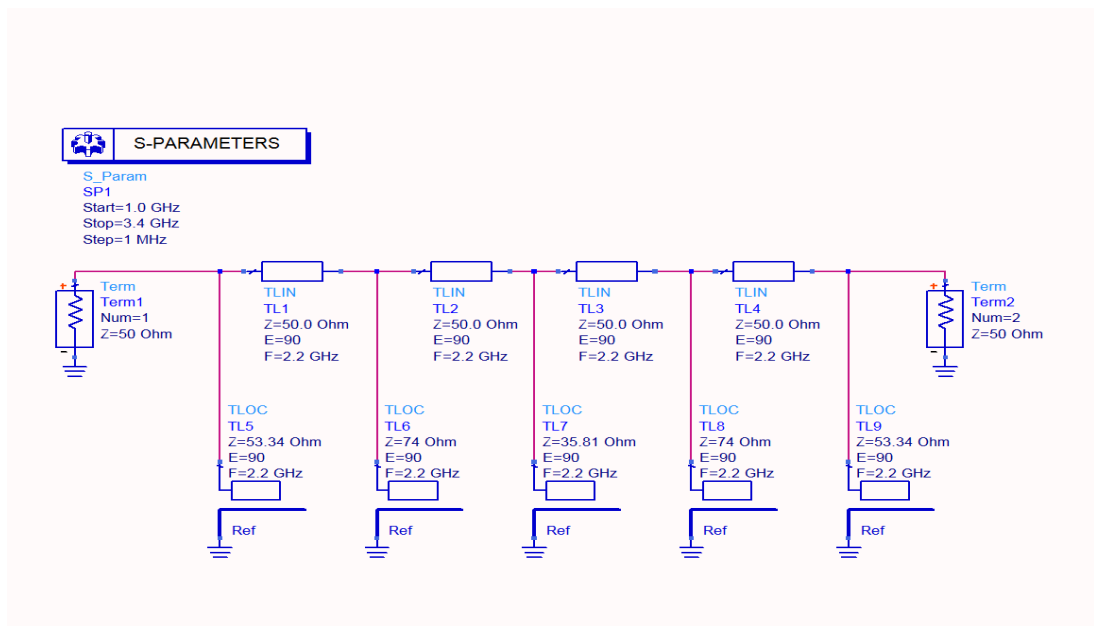 S-PARAMETERS
S_Param
SP1
Start=1.0 GHz
Stop=3.4 GHz
Step=1 MHz
+
Term
Term1
Num=1
Z=50 Ohm
-
TLIN
TL1
Z=50.0 Ohm
E=90
F=2.2 GHz
TLIN
TL2
Z=50.0 Ohm
E=90
F=2.2 GHz
TLIN
TL3
Z=50.0 Ohm
E=90
F=2.2 GHz
TLIN
TL4
Z=50.0 Ohm
E=90
F=2.2 GHz
+
Term
Term2
Num=2
Z=50 Ohm
-
TLOC
TL5
Z=53.34 Ohm
E=90
F=2.2 GHz
Ref
TLOC
TL6
Z=74 Ohm
E=90
F=2.2 GHz
Ref
TLOC
TL7
Z=35.81 Ohm
E=90
F=2.2 GHz
Ref
TLOC
TL8
Z=74 Ohm
E=90
F=2.2 GHz
Ref
TLOC
TL9
Z=53.34 Ohm
E=90
F=2.2 GHz
Ref